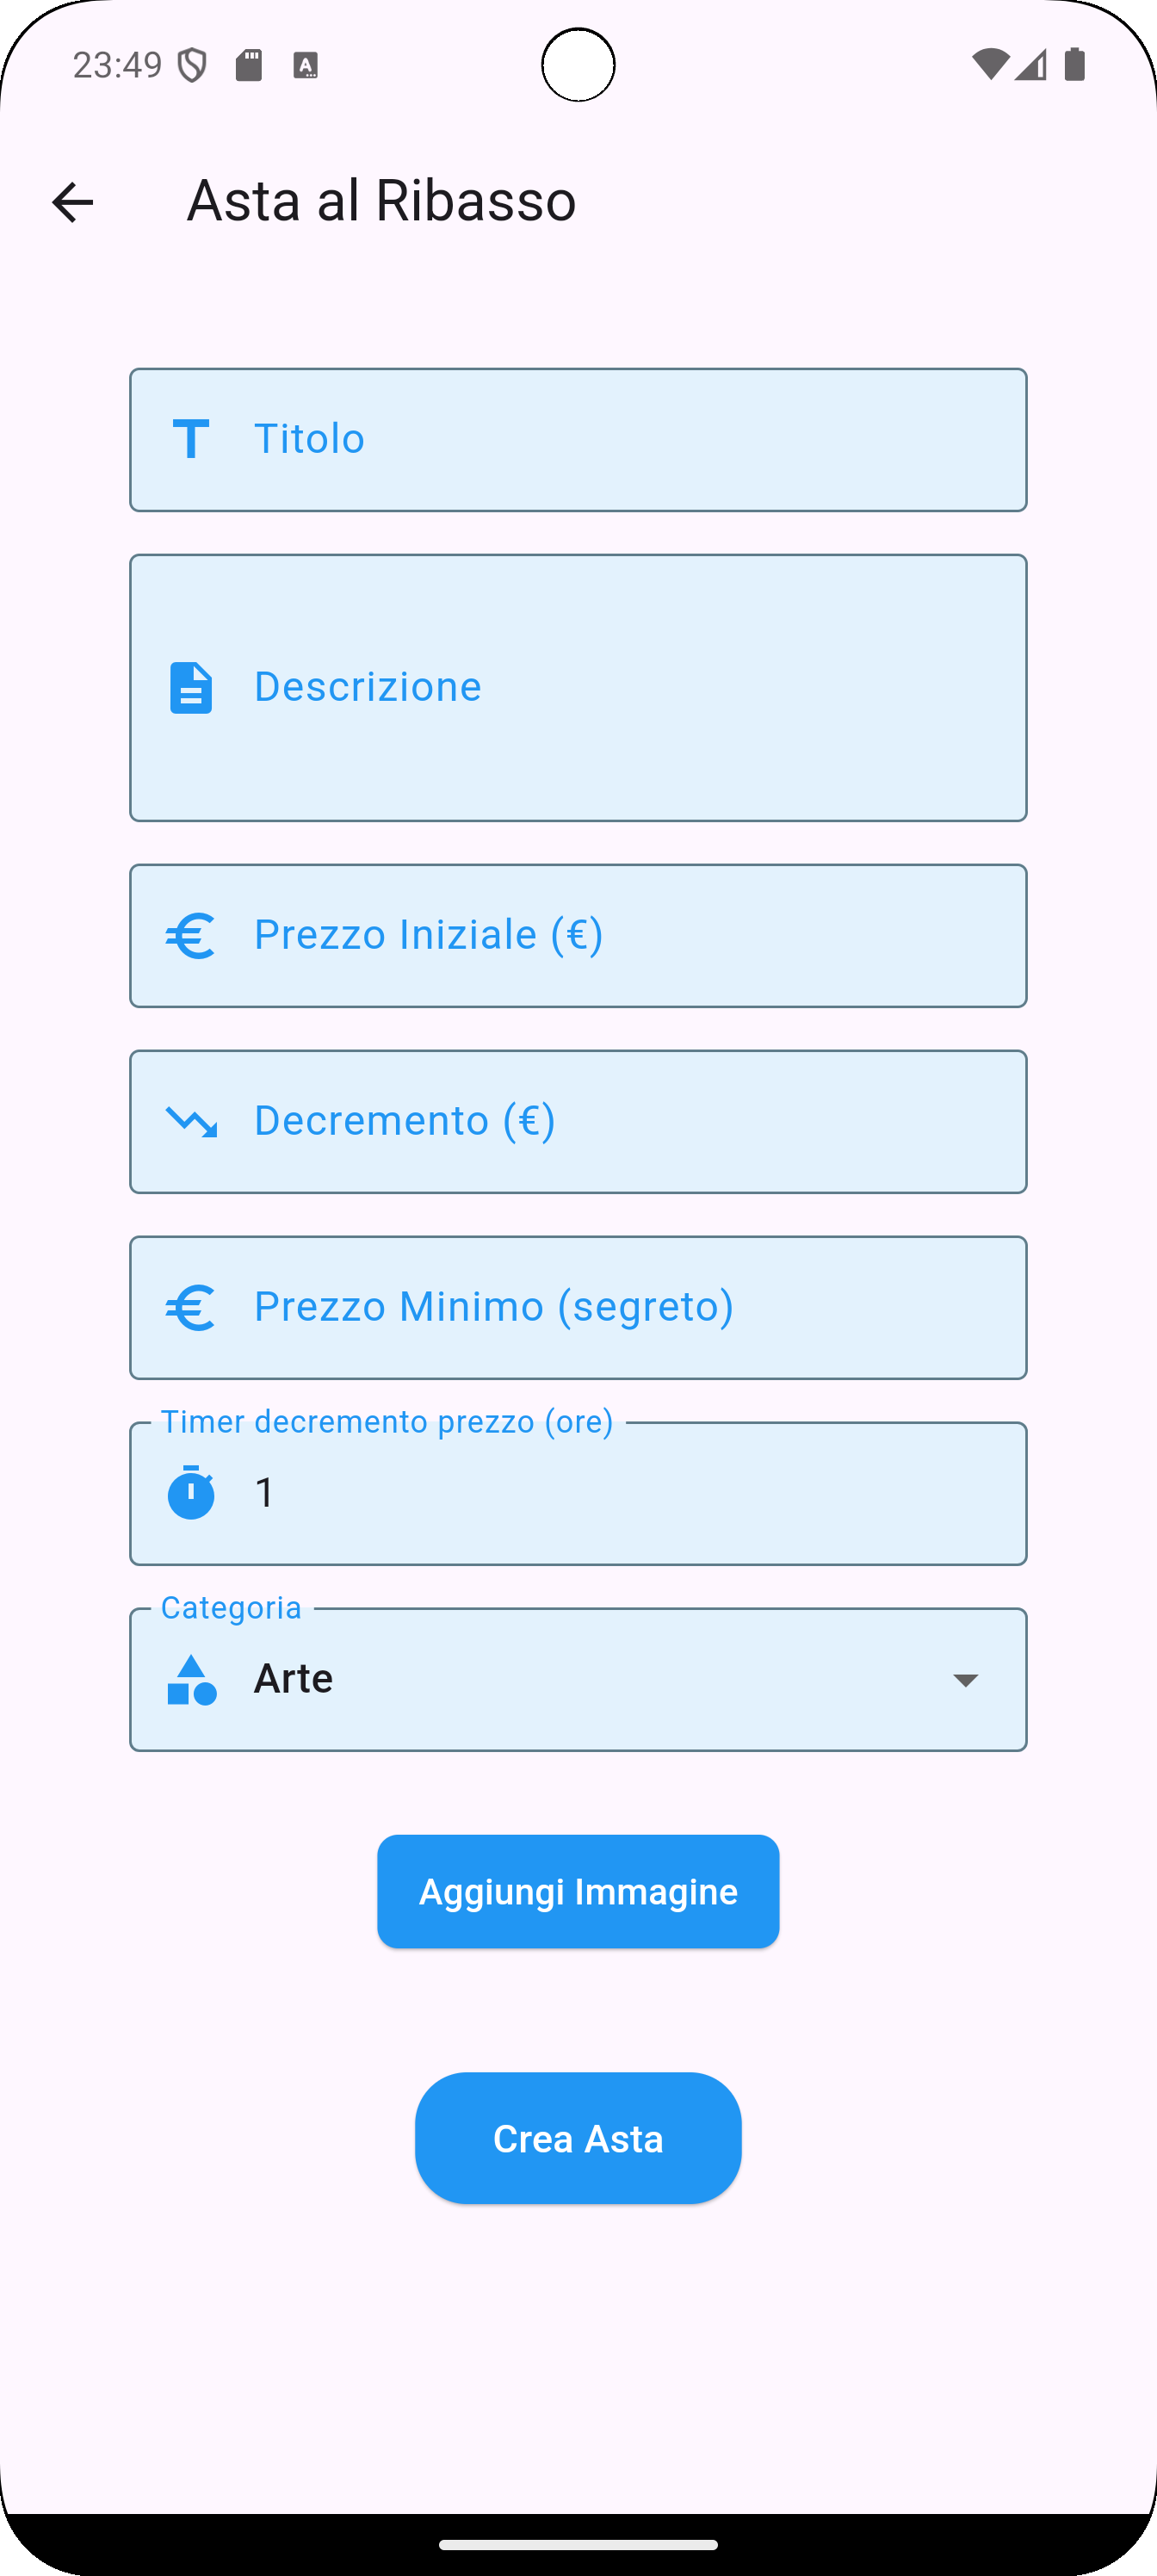 23:49
Asta al Ribasso
Titolo
Descrizione
Prezzo Iniziale (€)
Decremento (€)
Prezzo Minimo (segreto)
Timer decremento prezzo (ore)
1
Categoria
Arte
Aggiungi Immagine
Crea Asta